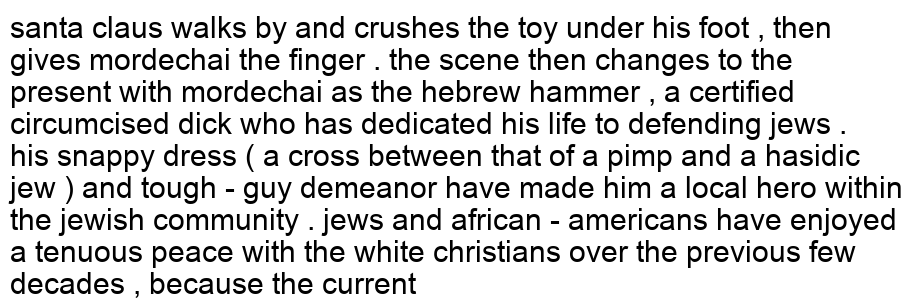 santa claus walks by and crushes the toy under his foot , then
gives mordechai the finger . the scene then changes to the
present with mordechai as the hebrew hammer , a certified
circumcised dick who has dedicated his life to defending jews .
his snappy dress ( a cross between that of a pimp and a hasidic
jew ) and tough - guy demeanor have made him a local hero within
the jewish community . jews and african - americans have enjoyed
a tenuous peace with the white christians over the previous few
decades , because the current